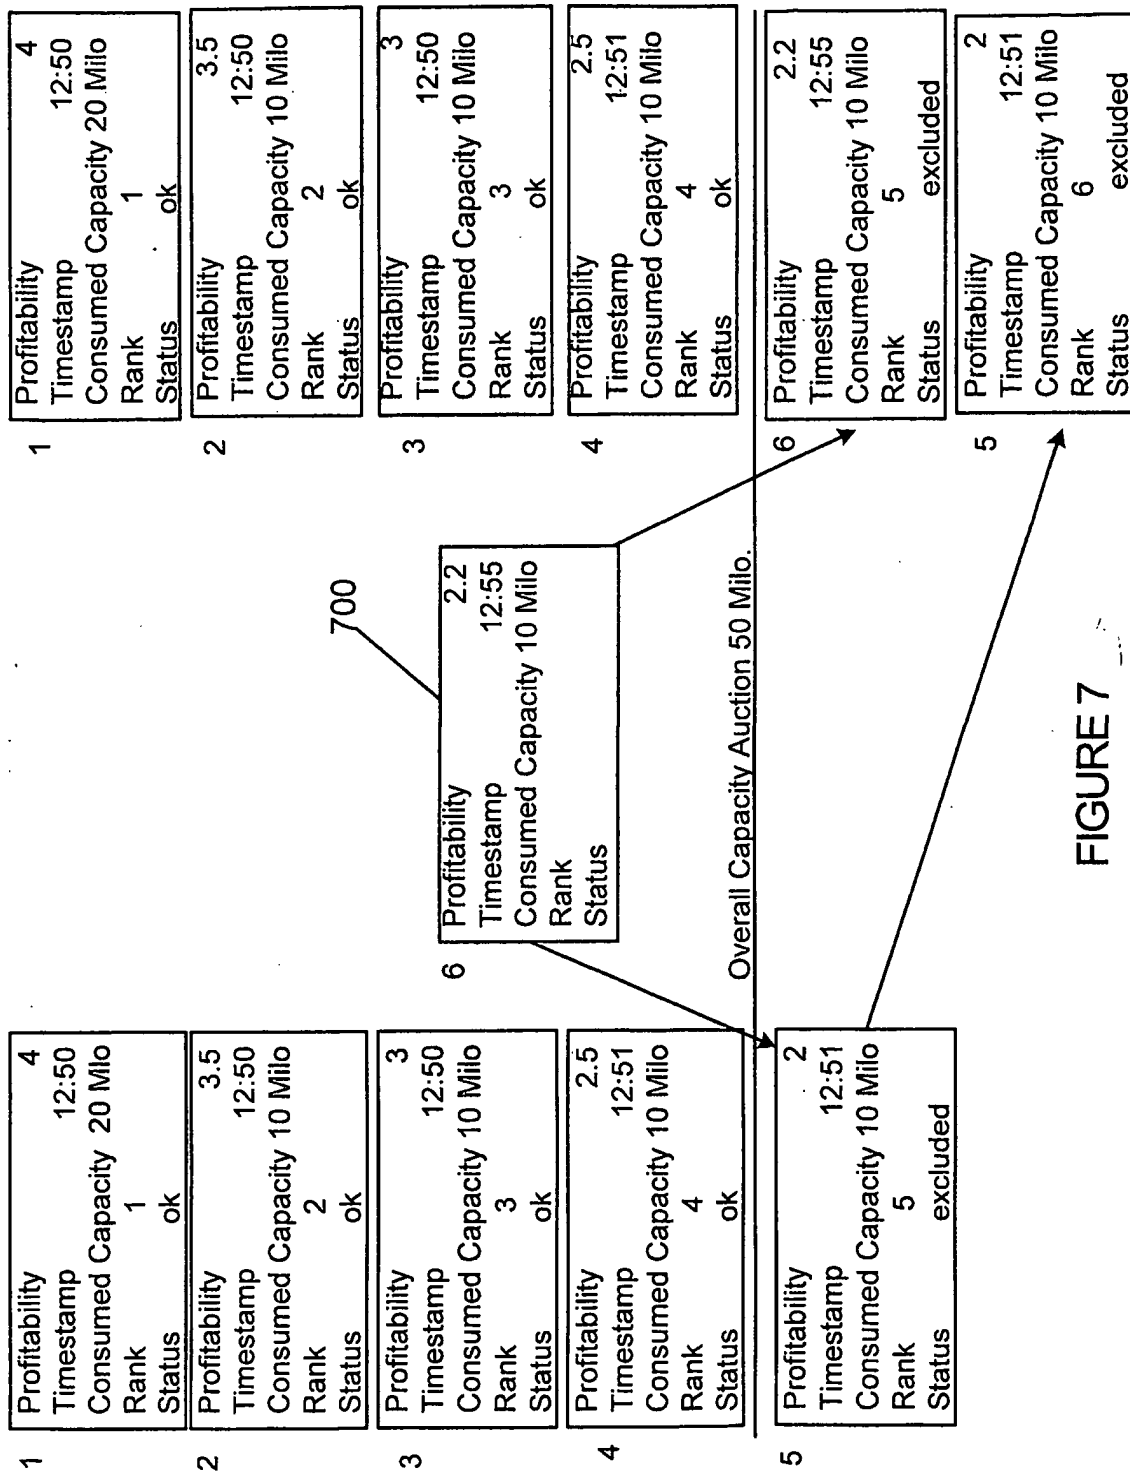 1
Profitability 4
Timestamp 12:50
Consumed Capacity 20 Milo
Rank 1
Status ok
2
Profitability 3.5
Timestamp 12:50
Consumed Capacity 10 Milo
Rank 2
Status ok
3
Profitability 3
Timestamp 12:50
Consumed Capacity 10 Milo
Rank 3
Status ok
4
Profitability 2.5
Timestamp 12:51
Consumed Capacity 10 Milo
Rank 4
Status ok
5
Profitability 2
Timestamp 12:51
Consumed Capacity 10 Milo
Rank 5
Status excluded
700
6
Profitability 2.2
Timestamp 12:55
Consumed Capacity 10 Milo
Rank
Status
Overall Capacity Auction 50 Milo.
1
Profitability 4
Timestamp 12:50
Consumed Capacity 20 Milo
Rank 1
Status ok
2
Profitability 3.5
Timestamp 12:50
Consumed Capacity 10 Milo
Rank 2
Status ok
3
Profitability 3
Timestamp 12:50
Consumed Capacity 10 Milo
Rank 3
Status ok
4
Profitability 2.5
Timestamp 12:51
Consumed Capacity 10 Milo
Rank 4
Status ok
6
Profitability 2.2
Timestamp 12:55
Consumed Capacity 10 Milo
Rank 5
Status excluded
5
Profitability 2
Timestamp 12:51
Consumed Capacity 10 Milo
Rank 6
Status excluded
FIGURE 7